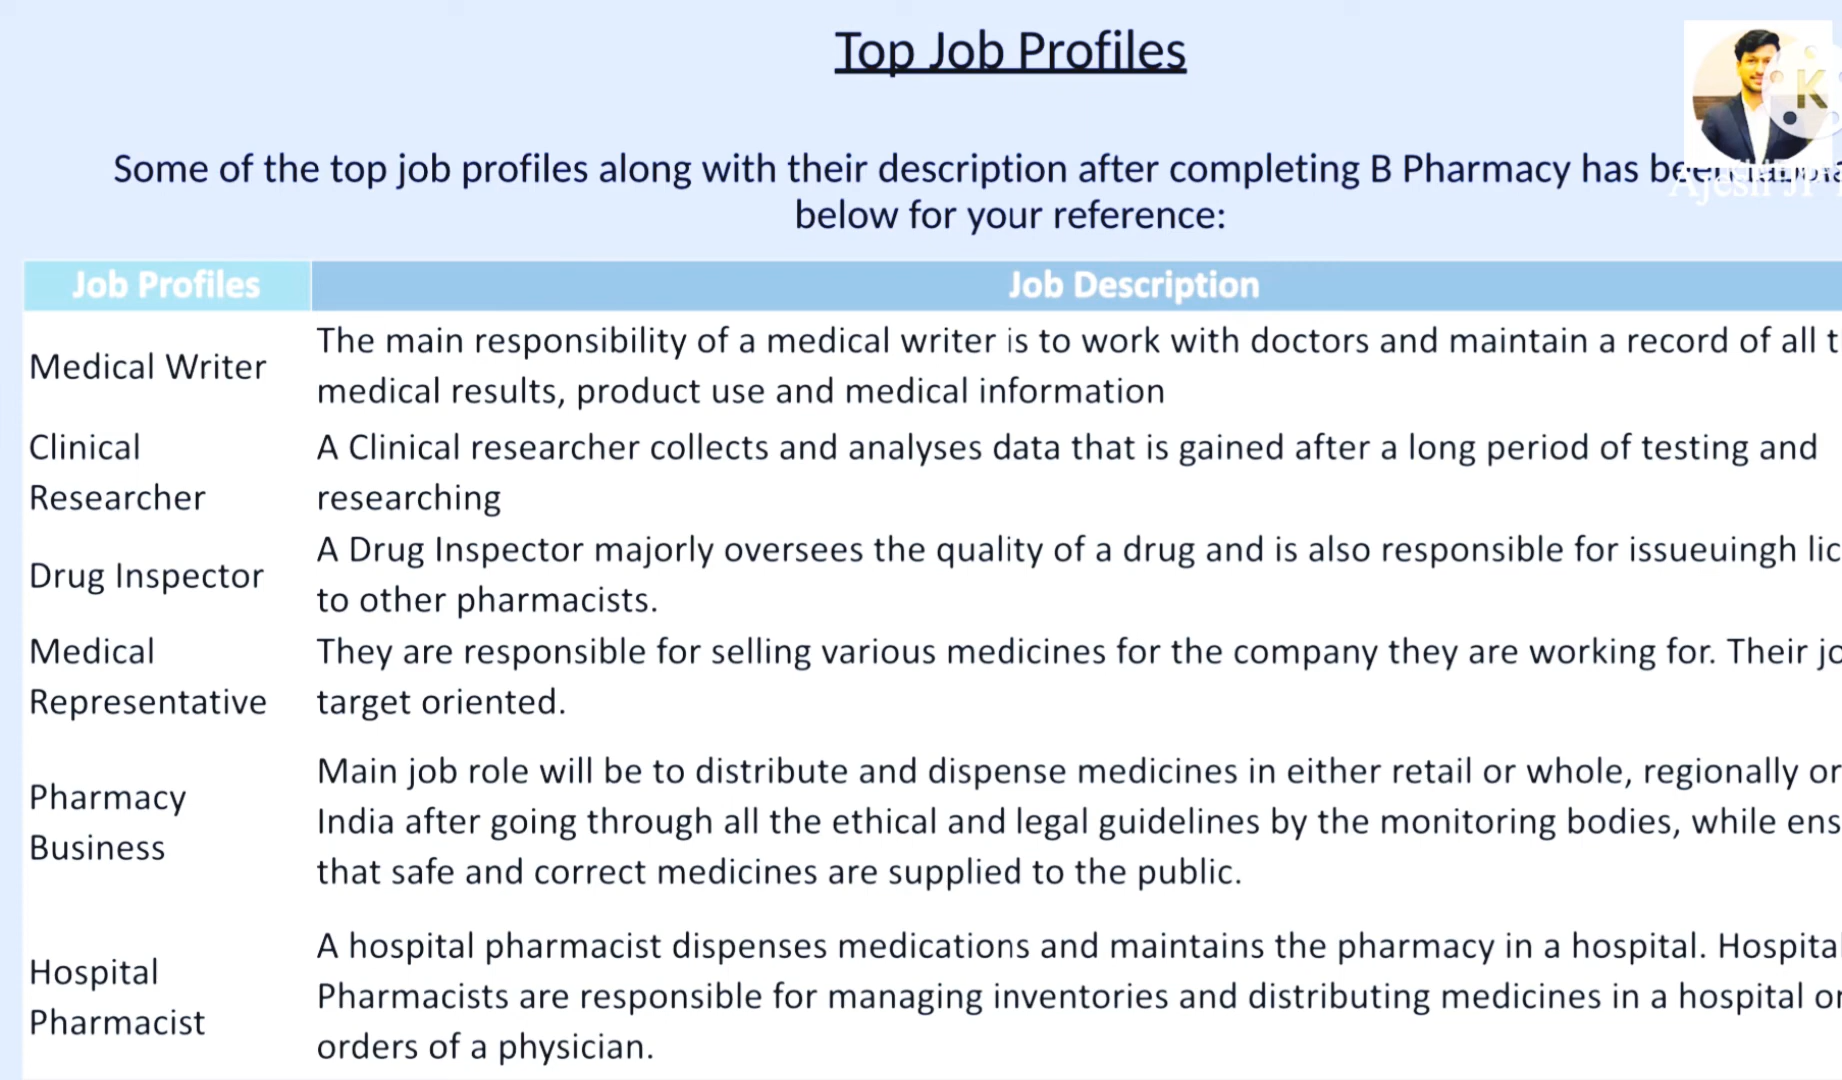 Top Job Profiles
Some of the top job profiles along with their description after completing B Pharmacy has been
below for your reference:
Job Profiles
Job Description
Medical Writer
The main responsibility of a medical writer is to work with doctors and maintain a record of all
medical results, product use and medical information
Clinical
Researcher
A Clinical researcher collects and analyses data that is gained after a long period of testing and
researching
Drug Inspector
A Drug Inspector majorly oversees the quality of a drug and is also responsible for issueuingh
to other pharmacists.
Medical
Representative
They are responsible for selling various medicines for the company they are working for. Their
target oriented.
Pharmacy
Business
Main job role will be to distribute and dispense medicines in either retail or whole, regionally or
India after going through all the ethical and legal guidelines by the monitoring bodies, while
that safe and correct medicines are supplied to the public.
Hospital
Pharmacist
A hospital pharmacist dispenses medications and maintains the pharmacy in a hospital. Hospital
Pharmacists are responsible for managing inventories and distributing medicines in a hospital
orders of a physician.
K
Ajesh JP